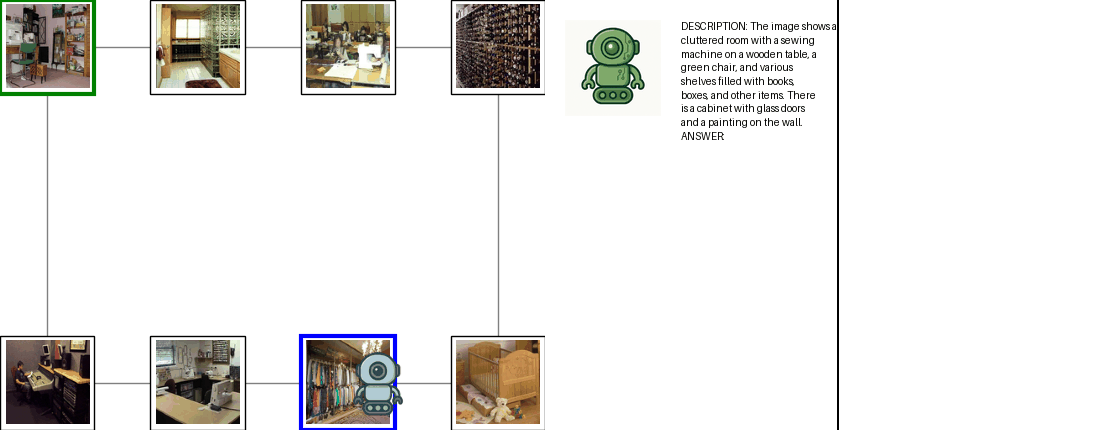 DESCRIPTION: The image shows a
cluttered room with a sewing
machine on a wooden table, a
green chair, and various
shelves filled with books,
boxes, and other items. There
is a cabinet with glass doors
and a painting on the wall.
ANSWER: